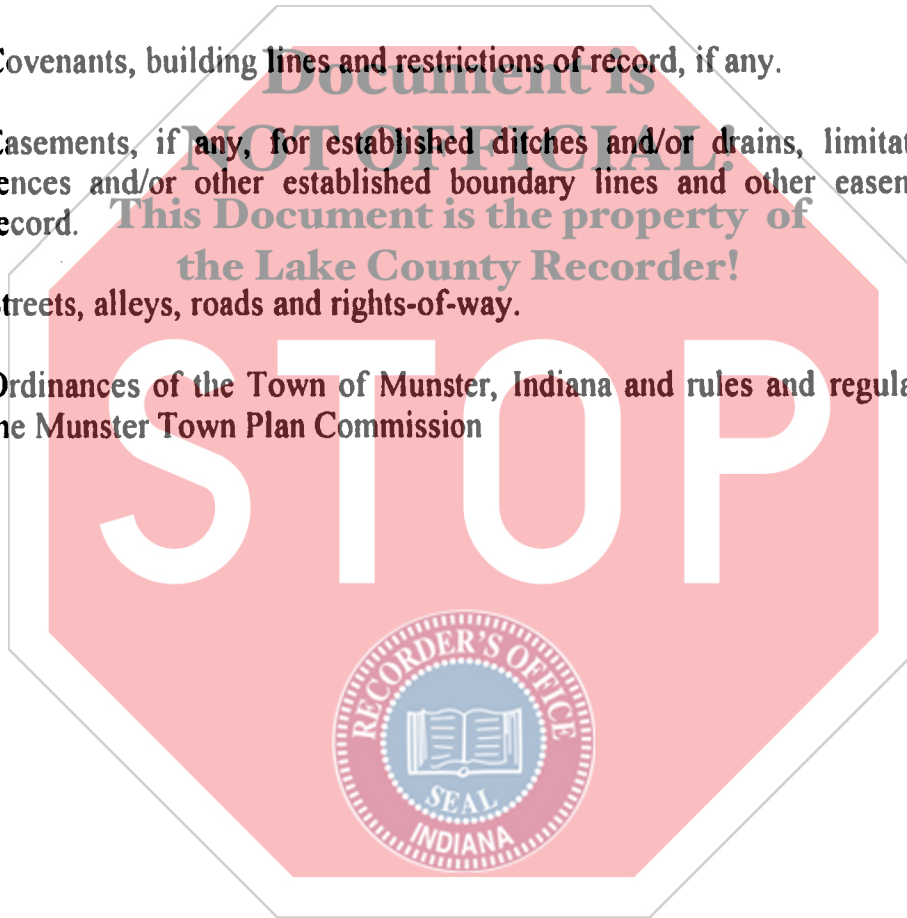 Covenants, building lines and restrictions of record, if any.
Document is
Easements, if any, for established ditches and/or drains, limitat
NOT OFFICIAL!
ences and/or other established boundary lines and other easen
ecord.
This Document is the property of
the Lake County Recorder!
treets, alleys, roads and rights-of-way.
STOP
Ordinances of the Town of Munster, Indiana and rules and regula
he Munster Town Plan Commission
RECORDER'S OFFICE
SEAL
INDIANA